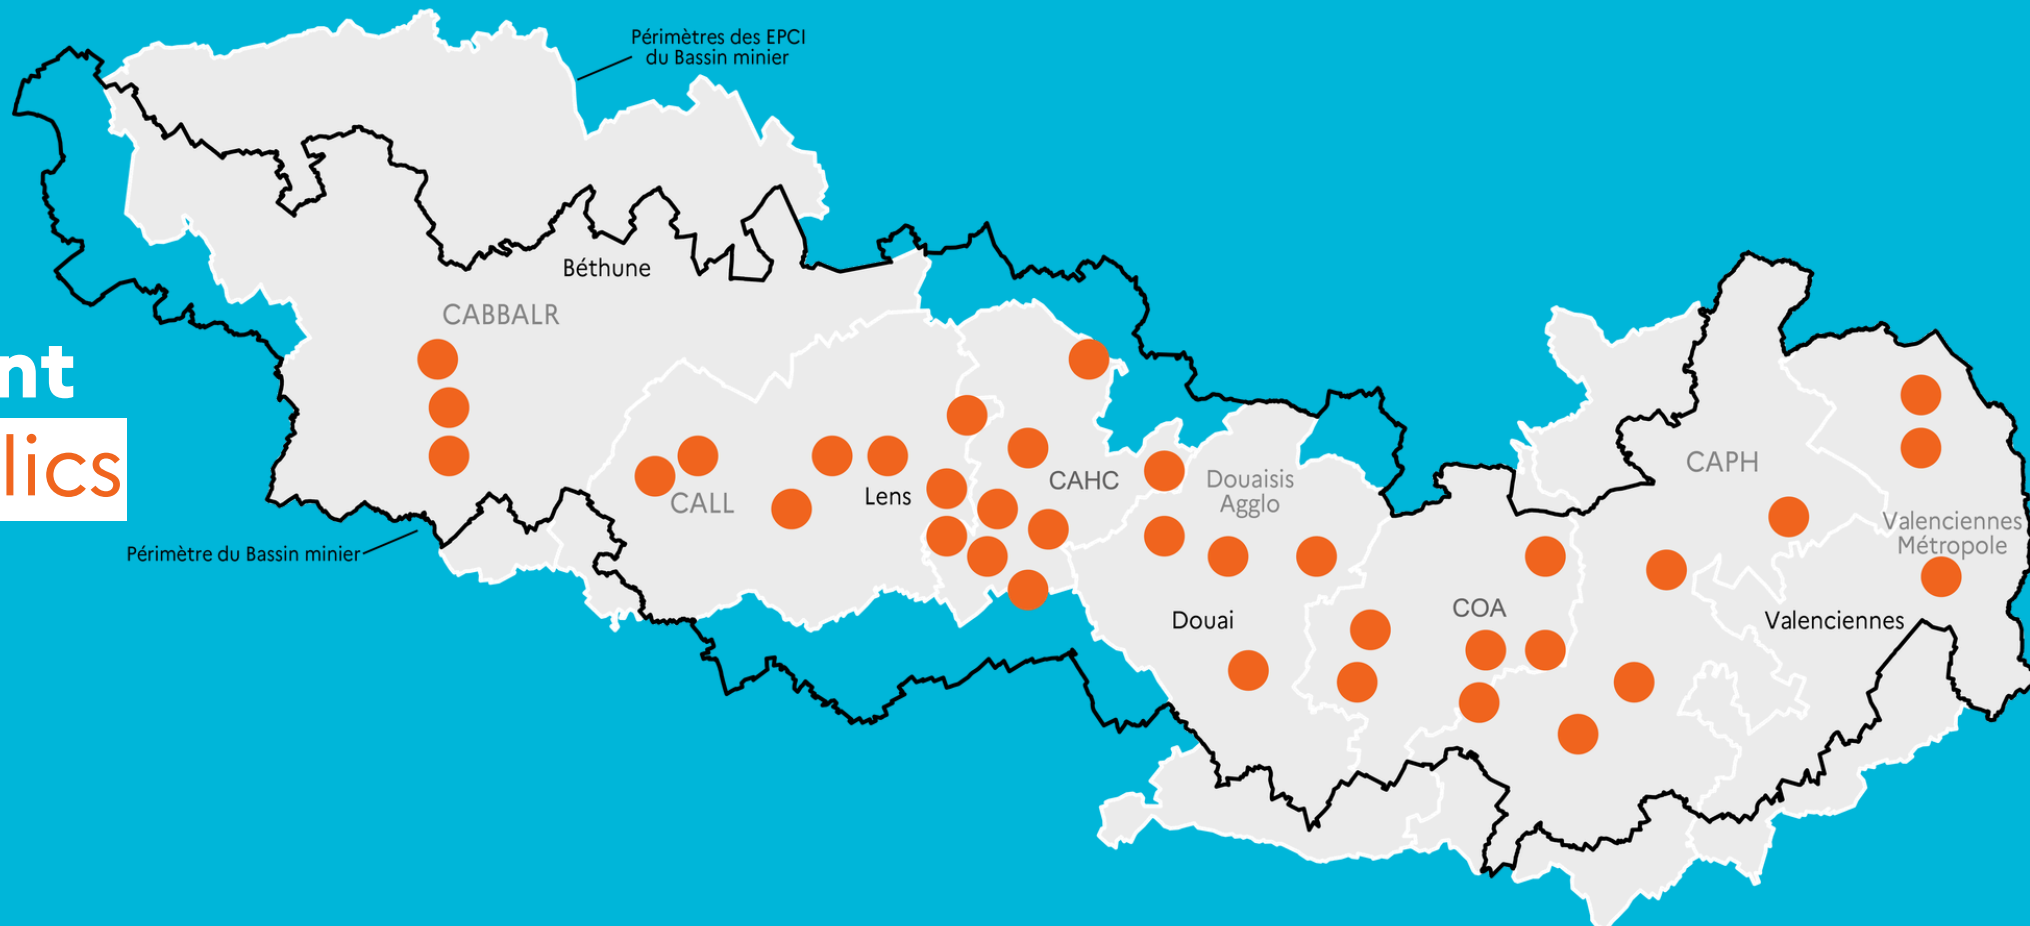 Périmètres des EPCI
du Bassin minier
Béthune
CABBALR
nt
lics
CALL
Lens
CAHC
Douaisis
Agglo
CAPH
Valenciennes
Métropole
Périmètre du Bassin minier
Douai
COA
Valenciennes